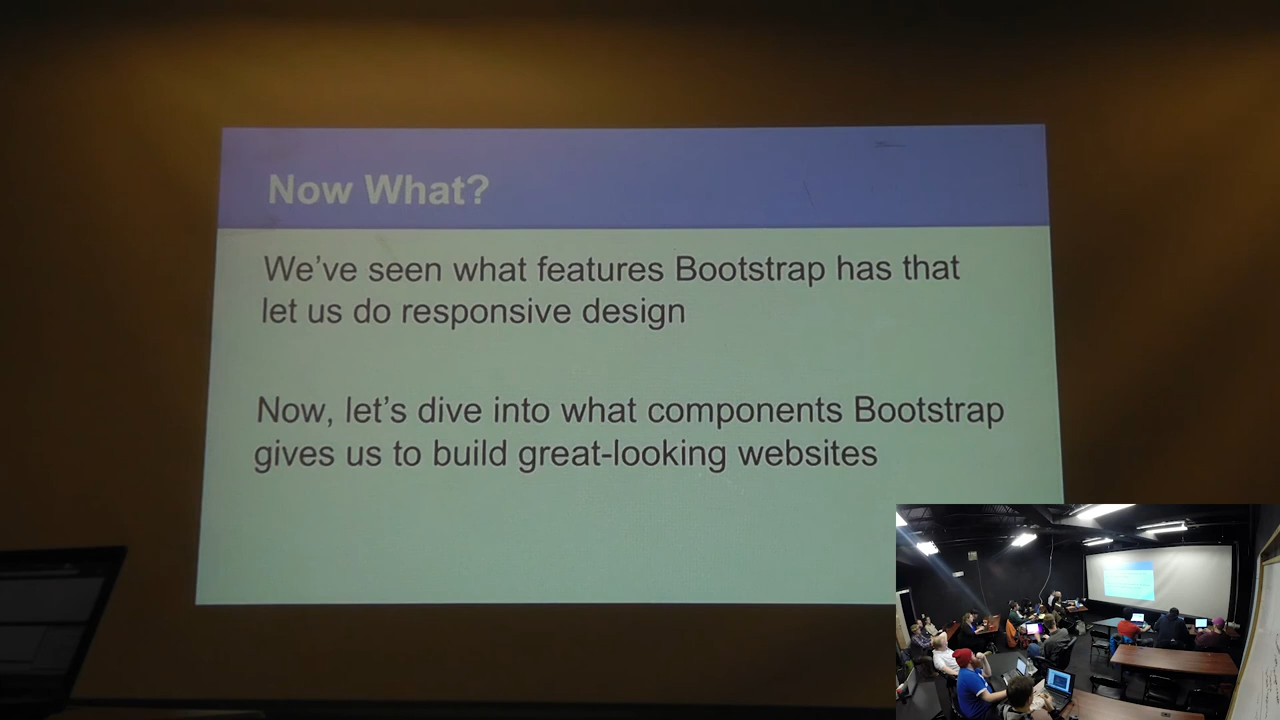 Now What?
We've seen what features Bootstrap has that
let us do responsive design
Now, let's dive into what components Bootstrap
gives us to build great-looking websites